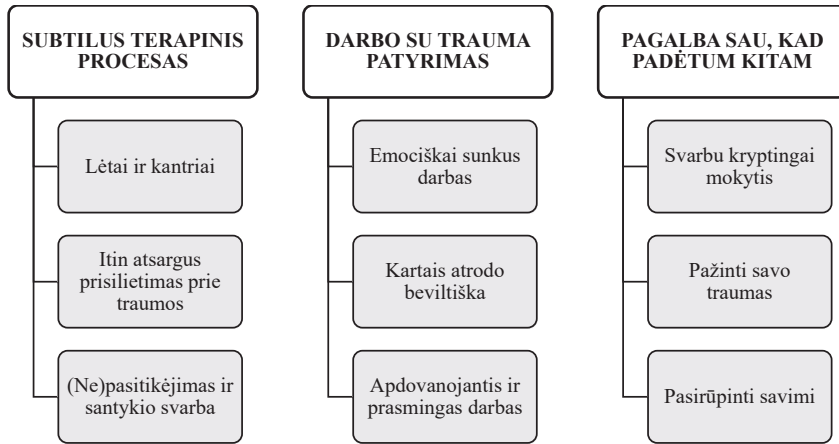 SUBTILUS TERAPINIS
PROCESAS
Lėtai ir kantriai
Itin atsargus
prisilietimas prie
traumos
(Ne)pasitikėjimas ir
santykio svarba
DARBO SU TRAUMA
PATYRIMAS
Emociškai sunkus
darbas
Kartais atrodo
beviltiška
Apdovanojantis ir
prasmingas darbas
PAGALBA SAU, KAD
PADĖTUM KITAM
Svarbu kryptingai
mokytis
Pažinti savo
traumas
Pasirūpinti savimi